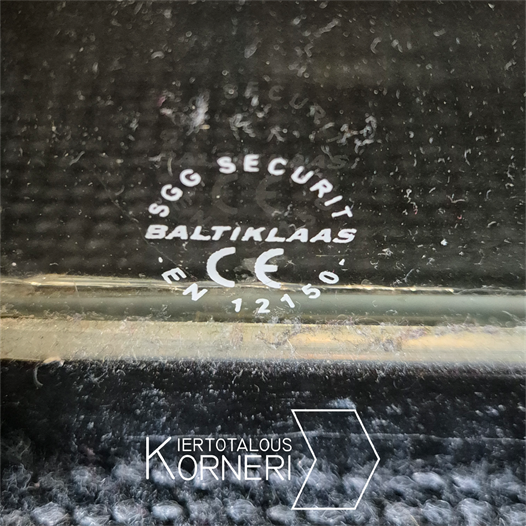 SGG SECURIT
BALTIKLAAS
CE
-EN 12150-
KIERTOTALOUS
KORNERI